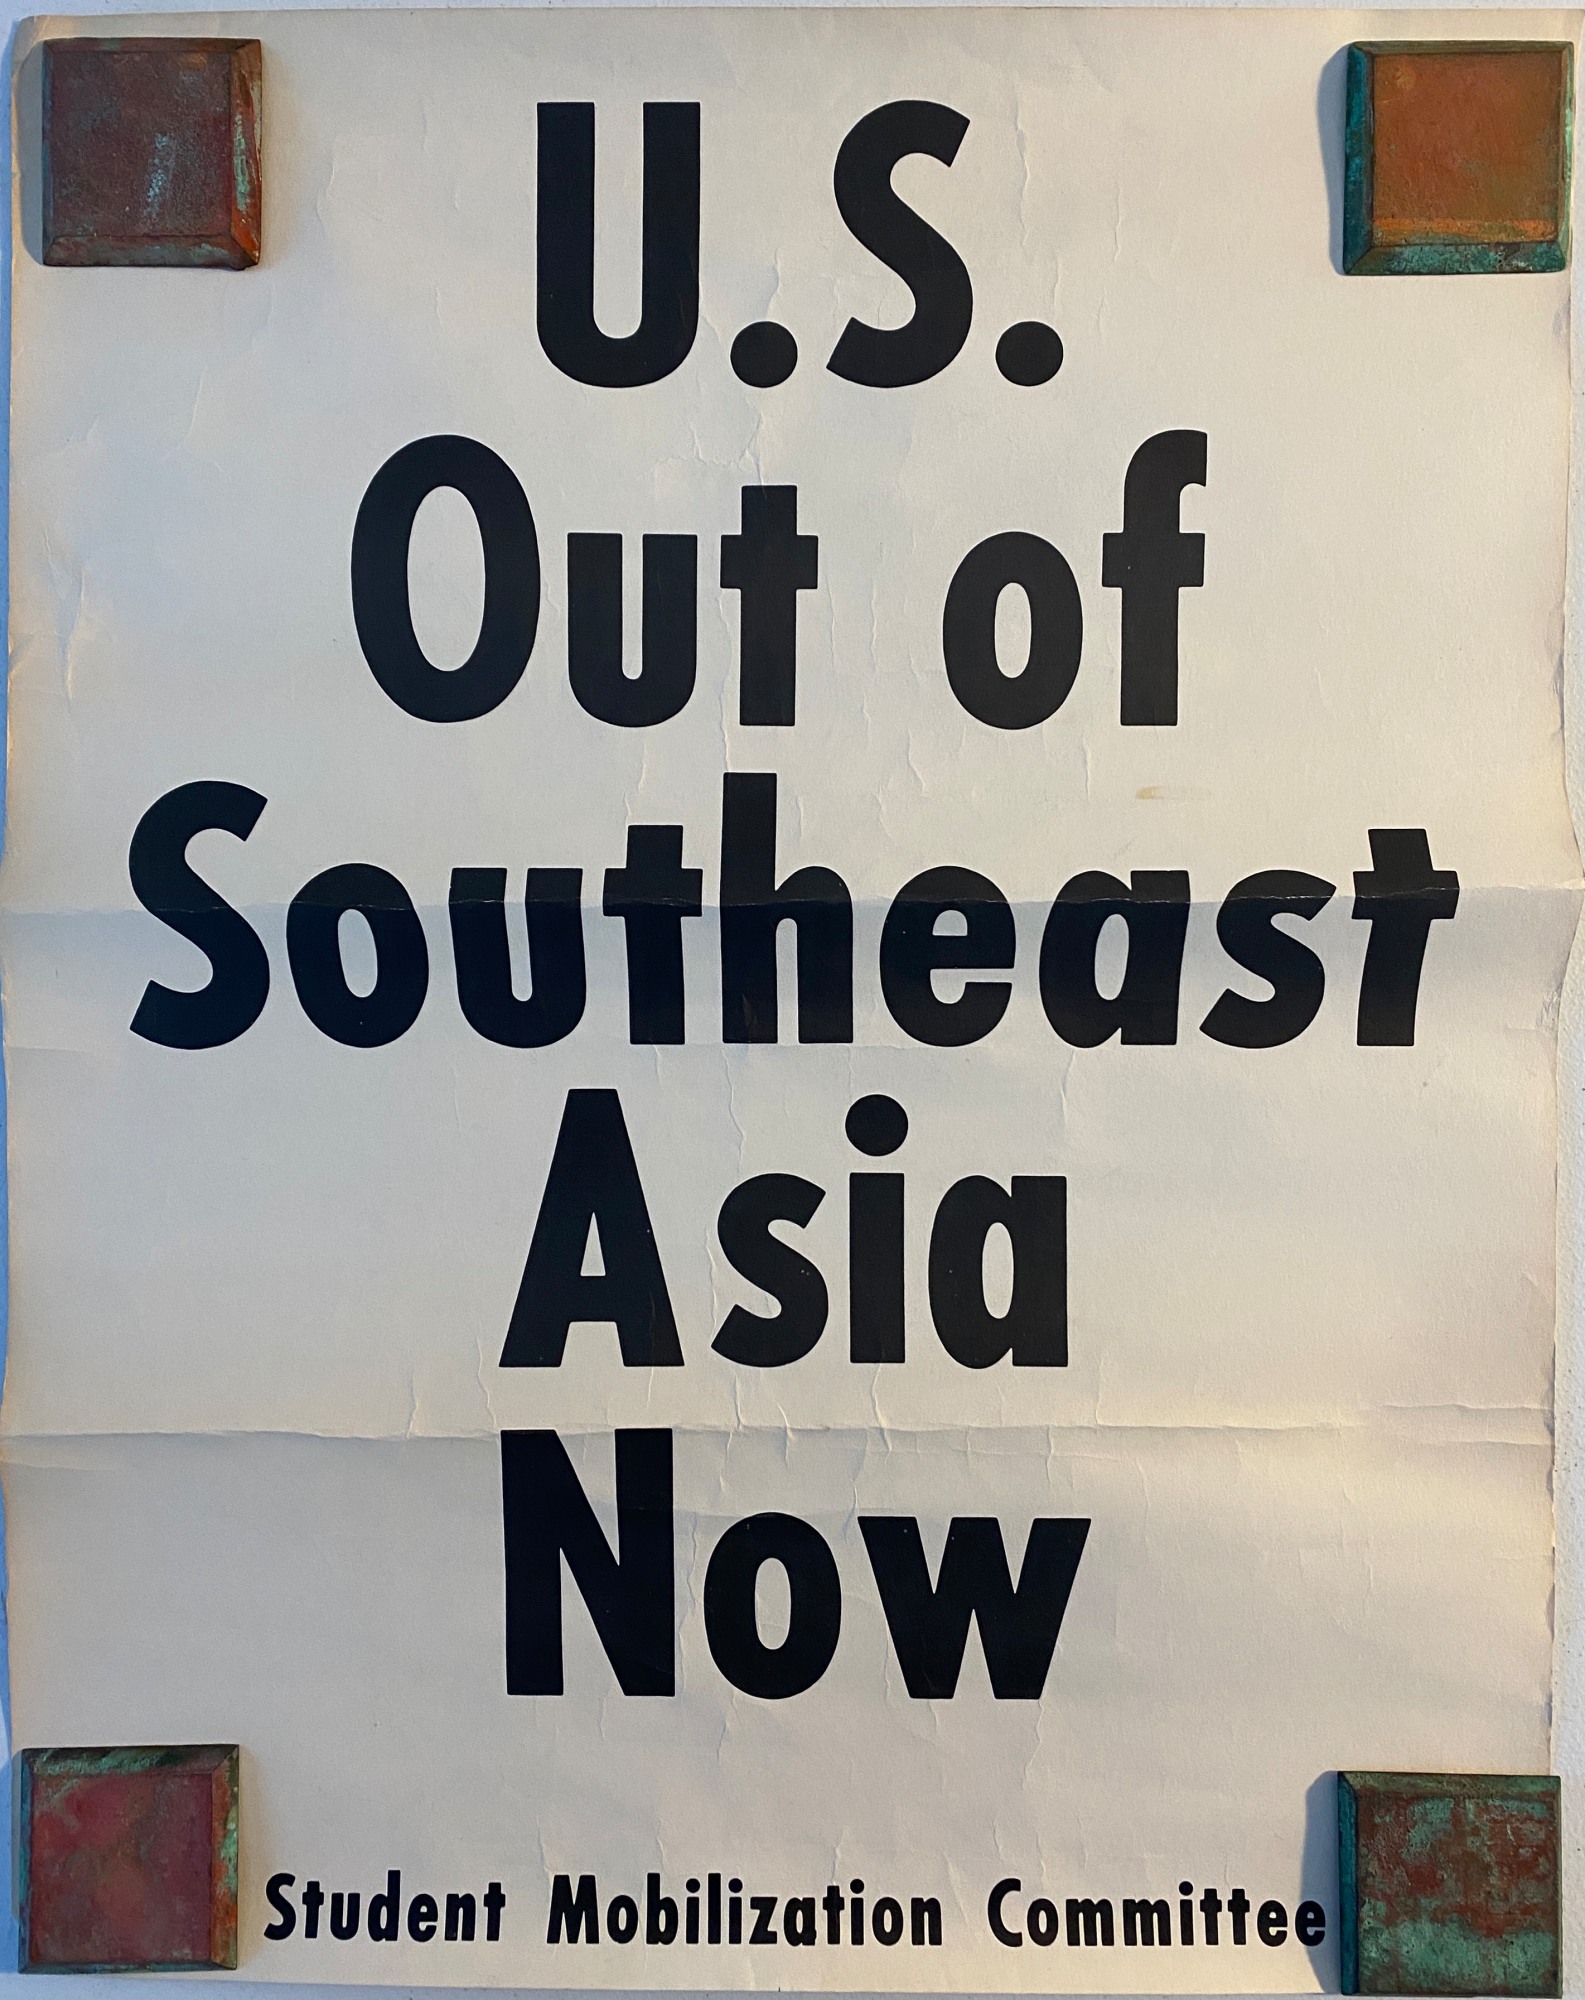 U.S.
Out of
Southeast
Asia
Now
Student Mobilization Committee